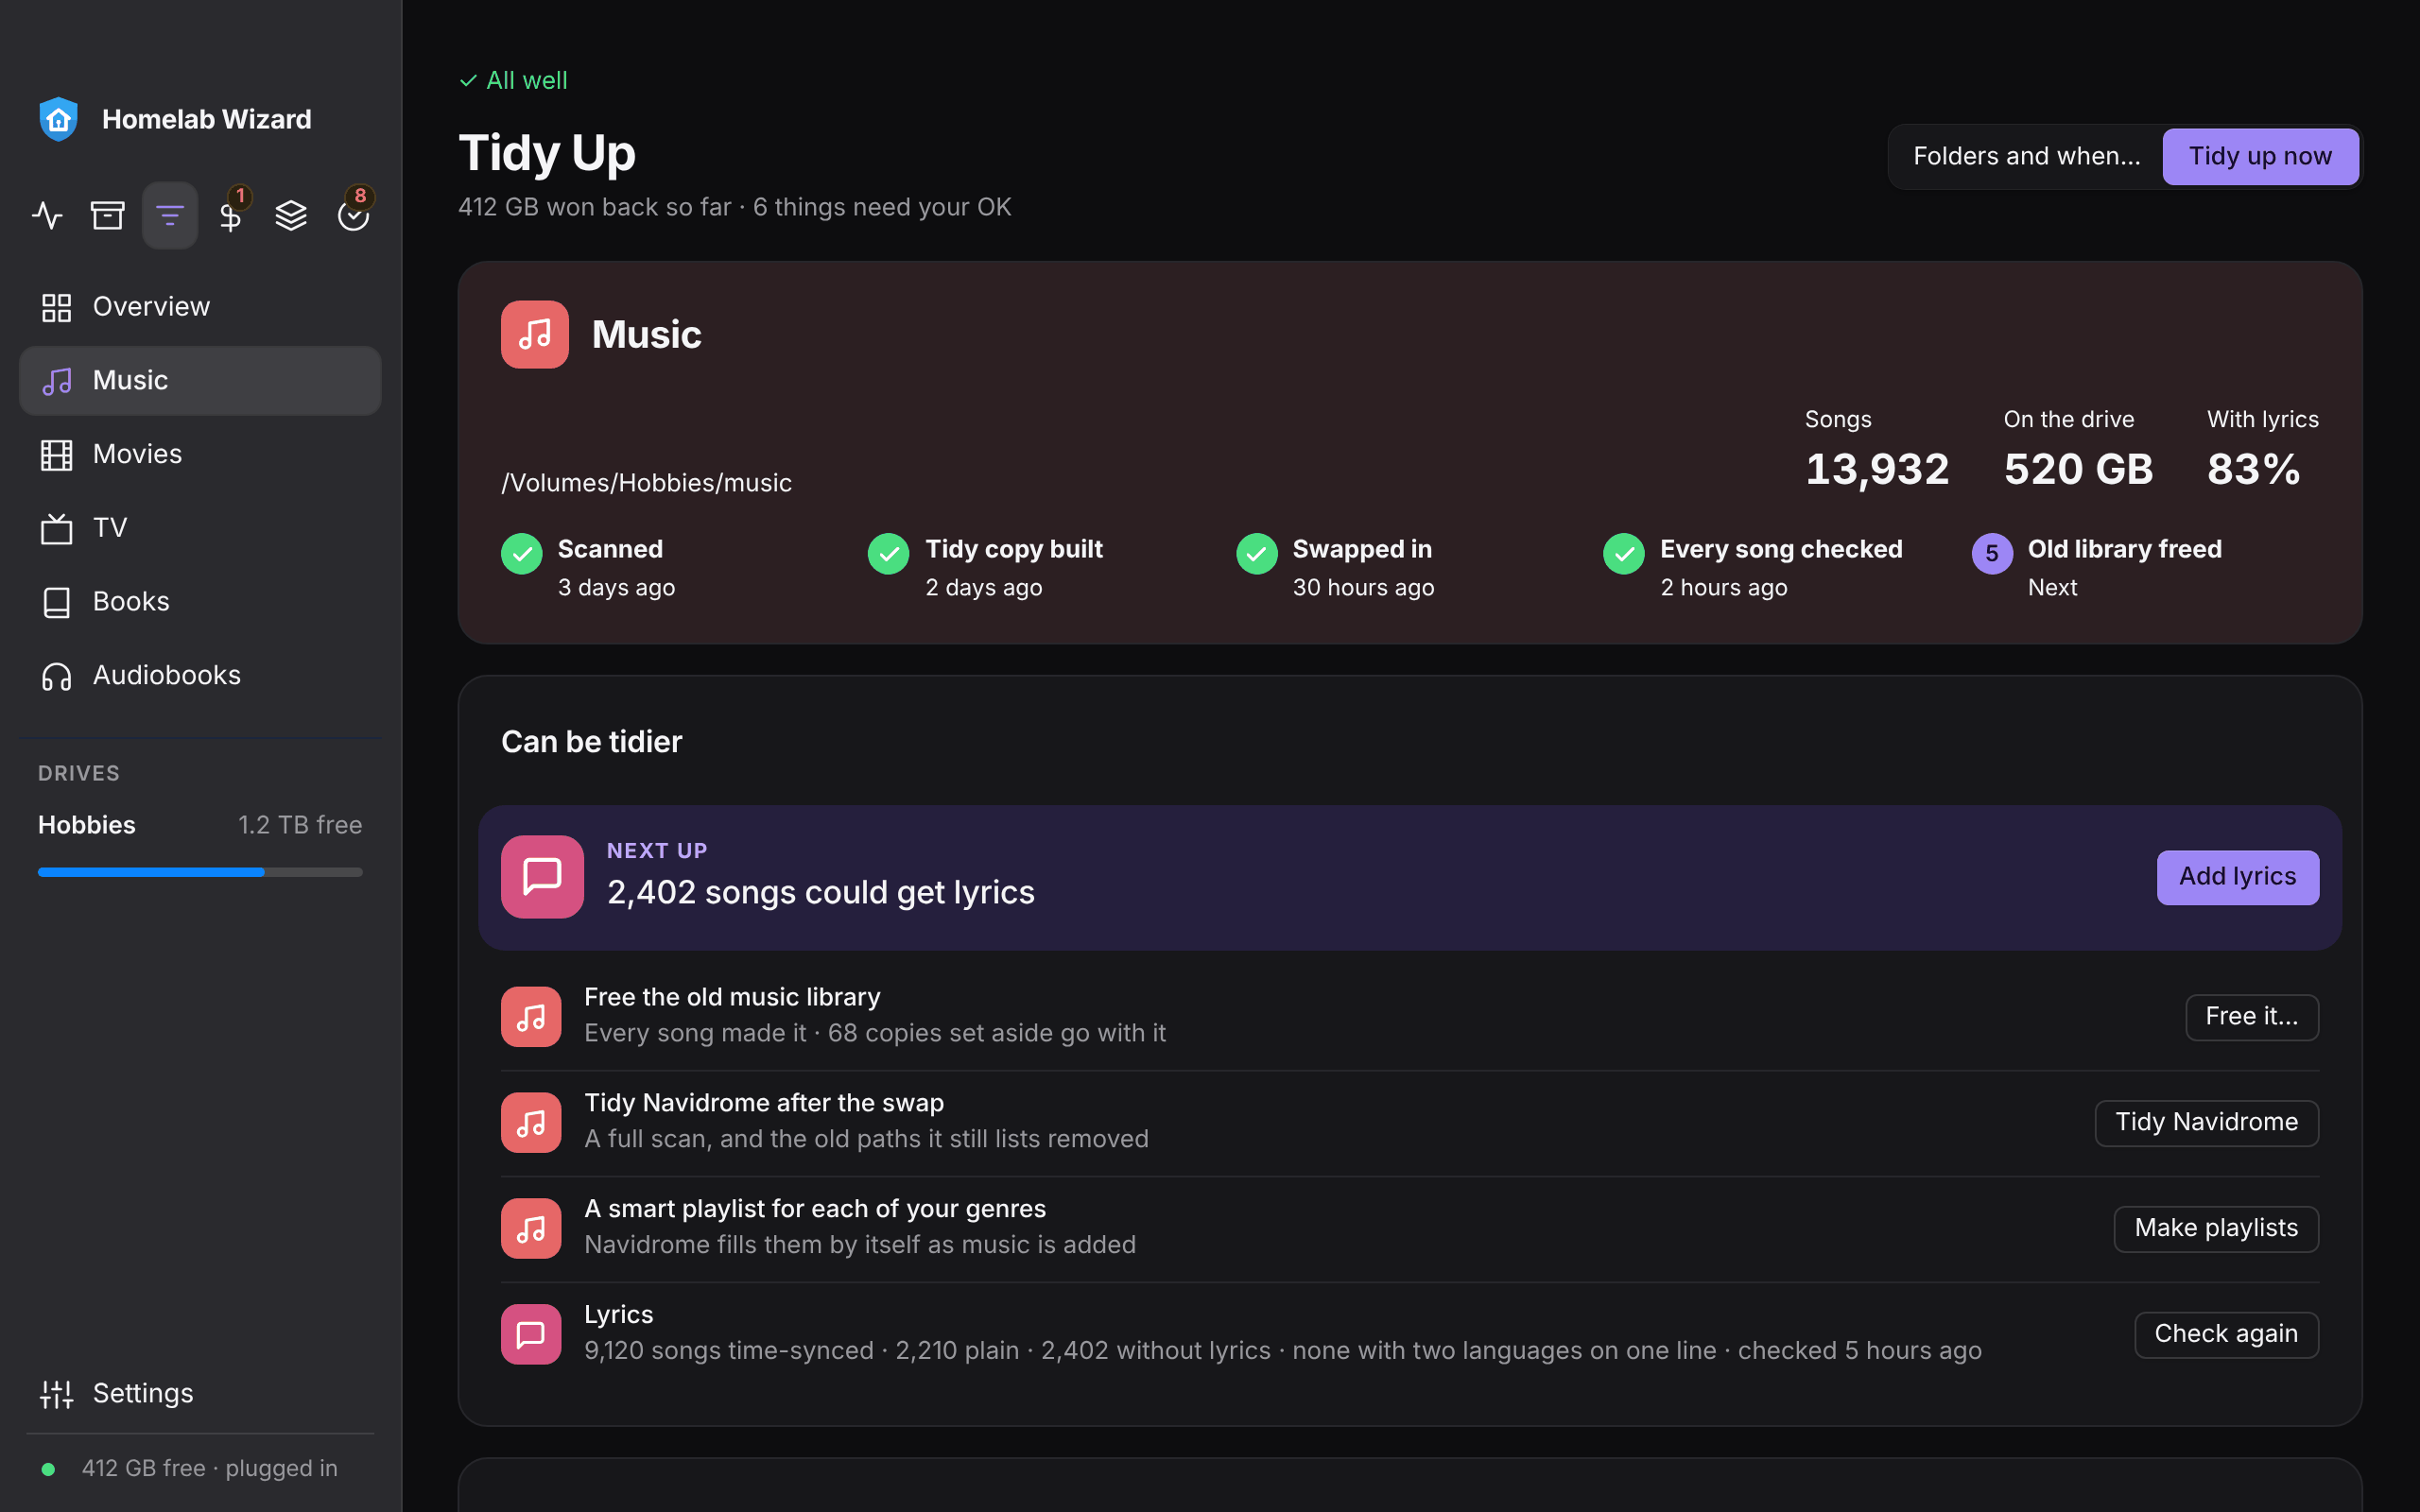 Homelab Wizard
1
8
Overview
Music
Movies
TV
Books
Audiobooks
DRIVES
Hobbies 1.2 TB free
Settings
412 GB free · plugged in
All well
Tidy Up
412 GB won back so far · 6 things need your OK
Folders and when...
Tidy up now
Music
/Volumes/Hobbies/music
Songs
13,932
On the drive
520 GB
With lyrics
83%
Scanned
3 days ago
Tidy copy built
2 days ago
Swapped in
30 hours ago
Every song checked
2 hours ago
5
Old library freed
Next
Can be tidier
NEXT UP
2,402 songs could get lyrics
Add lyrics
Free the old music library
Every song made it · 68 copies set aside go with it
Free it...
Tidy Navidrome after the swap
A full scan, and the old paths it still lists removed
Tidy Navidrome
A smart playlist for each of your genres
Navidrome fills them by itself as music is added
Make playlists
Lyrics
9,120 songs time-synced · 2,210 plain · 2,402 without lyrics · none with two languages on one line · checked 5 hours ago
Check again